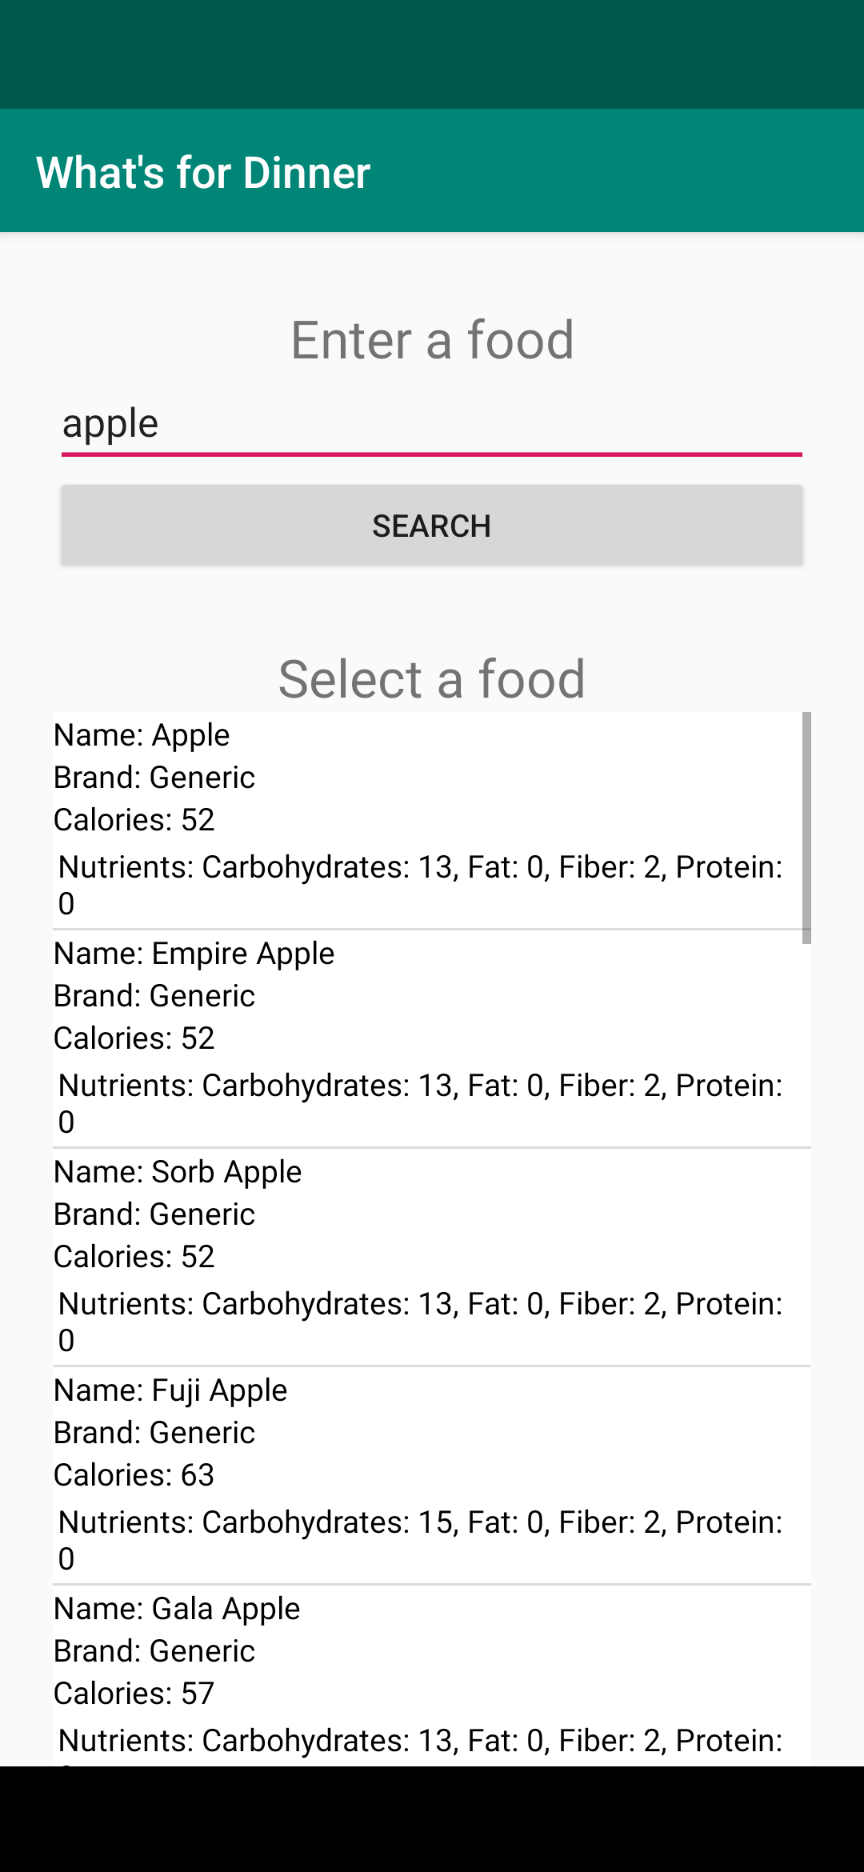 What's for Dinner
Enter a food
apple
SEARCH
Select a food
Name: Apple
Brand: Generic
Calories: 52
Nutrients: Carbohydrates: 13, Fat: 0, Fiber: 2, Protein:
0
Name: Empire Apple
Brand: Generic
Calories: 52
Nutrients: Carbohydrates: 13, Fat: 0, Fiber: 2, Protein:
0
Name: Sorb Apple
Brand: Generic
Calories: 52
Nutrients: Carbohydrates: 13, Fat: 0, Fiber: 2, Protein:
0
Name: Fuji Apple
Brand: Generic
Calories: 63
Nutrients: Carbohydrates: 15, Fat: 0, Fiber: 2, Protein:
0
Name: Gala Apple
Brand: Generic
Calories: 57
Nutrients: Carbohydrates: 13, Fat: 0, Fiber: 2, Protein: